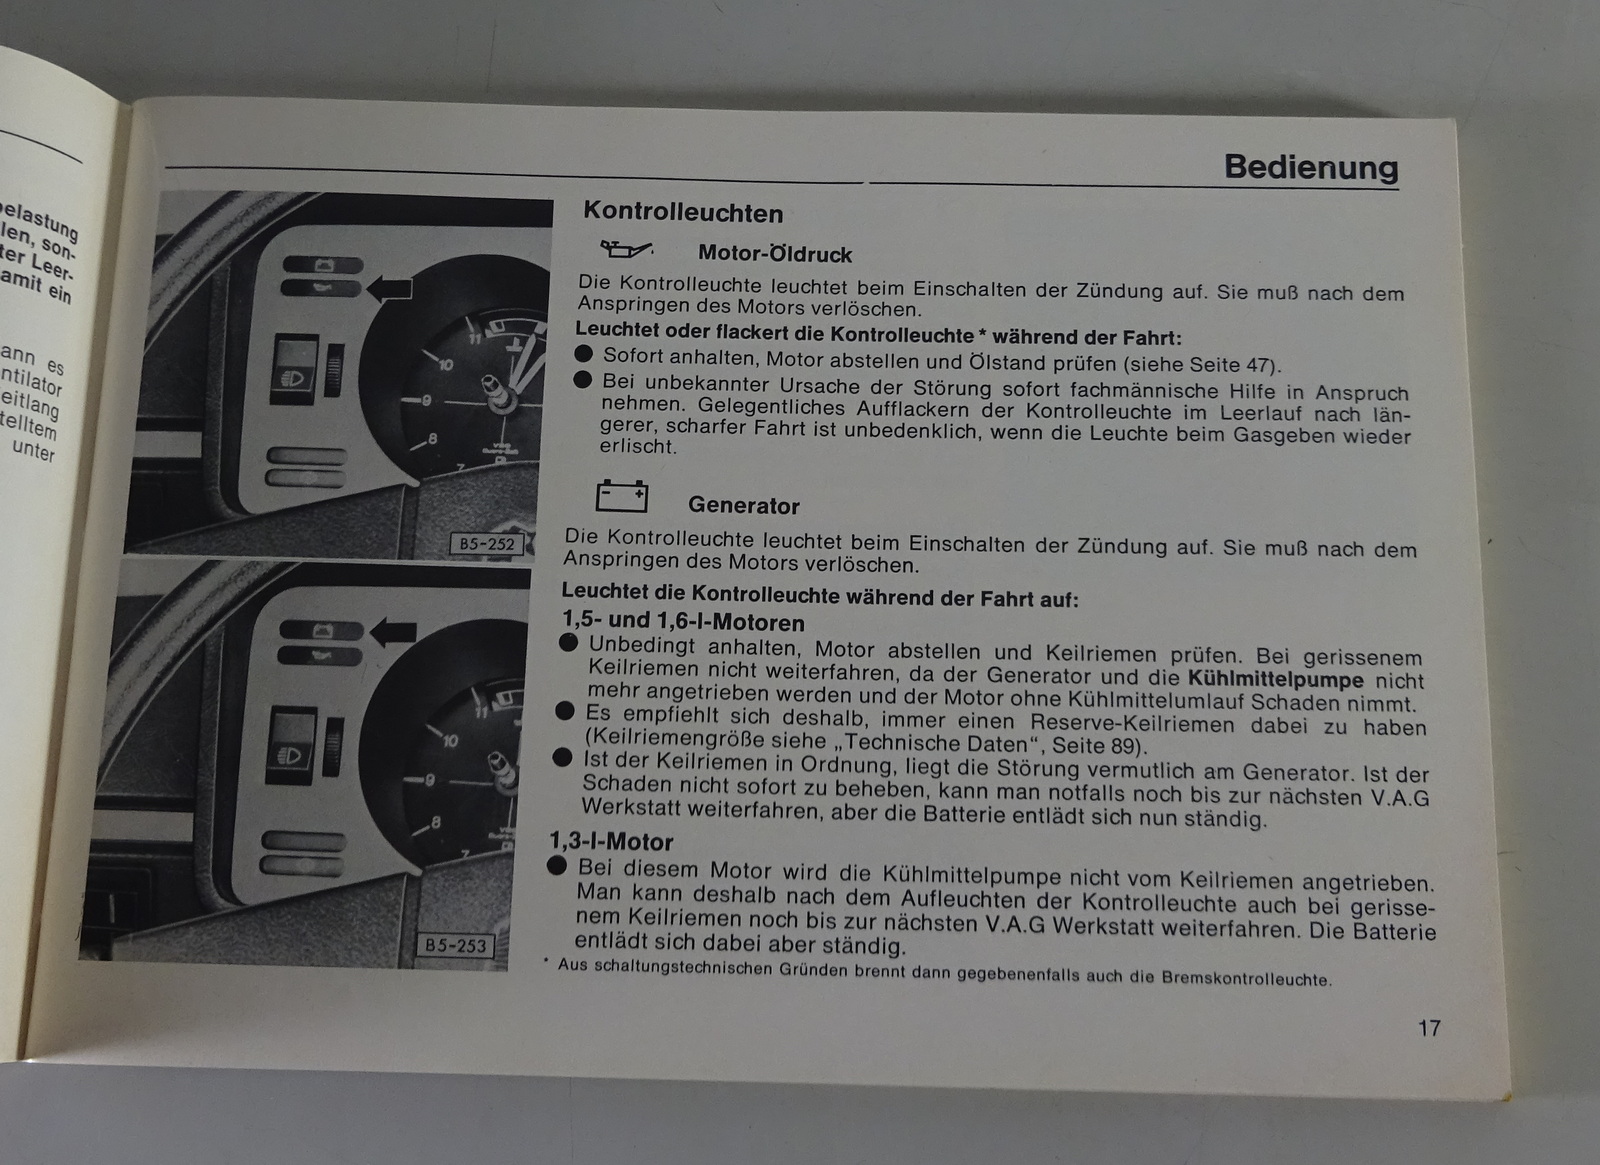 belastung
len, son-
ter Leer-
amit ein
ann es
ntilator
eitlang
telltem
unter
Bedienung
11
10
9
8
7
B5-252
11
10
9
8
7
B5-253
Kontrolleuchten
Motor-Öldruck
Die Kontrolleuchte leuchtet beim Einschalten der Zündung auf. Sie muß nach dem
Anspringen des Motors verlöschen.
Leuchtet oder flackert die Kontrolleuchte * während der Fahrt:
● Sofort anhalten, Motor abstellen und Ölstand prüfen (siehe Seite 47).
● Bei unbekannter Ursache der Störung sofort fachmännische Hilfe in Anspruch
nehmen. Gelegentliches Aufflackern der Kontrolleuchte im Leerlauf nach län-
gerer, scharfer Fahrt ist unbedenklich, wenn die Leuchte beim Gasgeben wieder
erlischt.
- +
Generator
Die Kontrolleuchte leuchtet beim Einschalten der Zündung auf. Sie muß nach dem
Anspringen des Motors verlöschen.
Leuchtet die Kontrolleuchte während der Fahrt auf:
1,5- und 1,6-l-Motoren
● Unbedingt anhalten, Motor abstellen und Keilriemen prüfen. Bei gerissenem
Keilriemen nicht weiterfahren, da der Generator und die Kühlmittelpumpe nicht
mehr angetrieben werden und der Motor ohne Kühlmittelumlauf Schaden nimmt.
● Es empfiehlt sich deshalb, immer einen Reserve-Keilriemen dabei zu haben
(Keilriemengröße siehe „Technische Daten“, Seite 89).
● Ist der Keilriemen in Ordnung, liegt die Störung vermutlich am Generator. Ist der
Schaden nicht sofort zu beheben, kann man notfalls noch bis zur nächsten V.A.G
Werkstatt weiterfahren, aber die Batterie entlädt sich nun ständig.
1,3-l-Motor
● Bei diesem Motor wird die Kühlmittelpumpe nicht vom Keilriemen angetrieben.
Man kann deshalb nach dem Aufleuchten der Kontrolleuchte auch bei gerisse-
nem Keilriemen noch bis zur nächsten V.A.G Werkstatt weiterfahren. Die Batterie
entlädt sich dabei aber ständig.
* Aus schaltungstechnischen Gründen brennt dann gegebenenfalls auch die Bremskontrolleuchte.
17